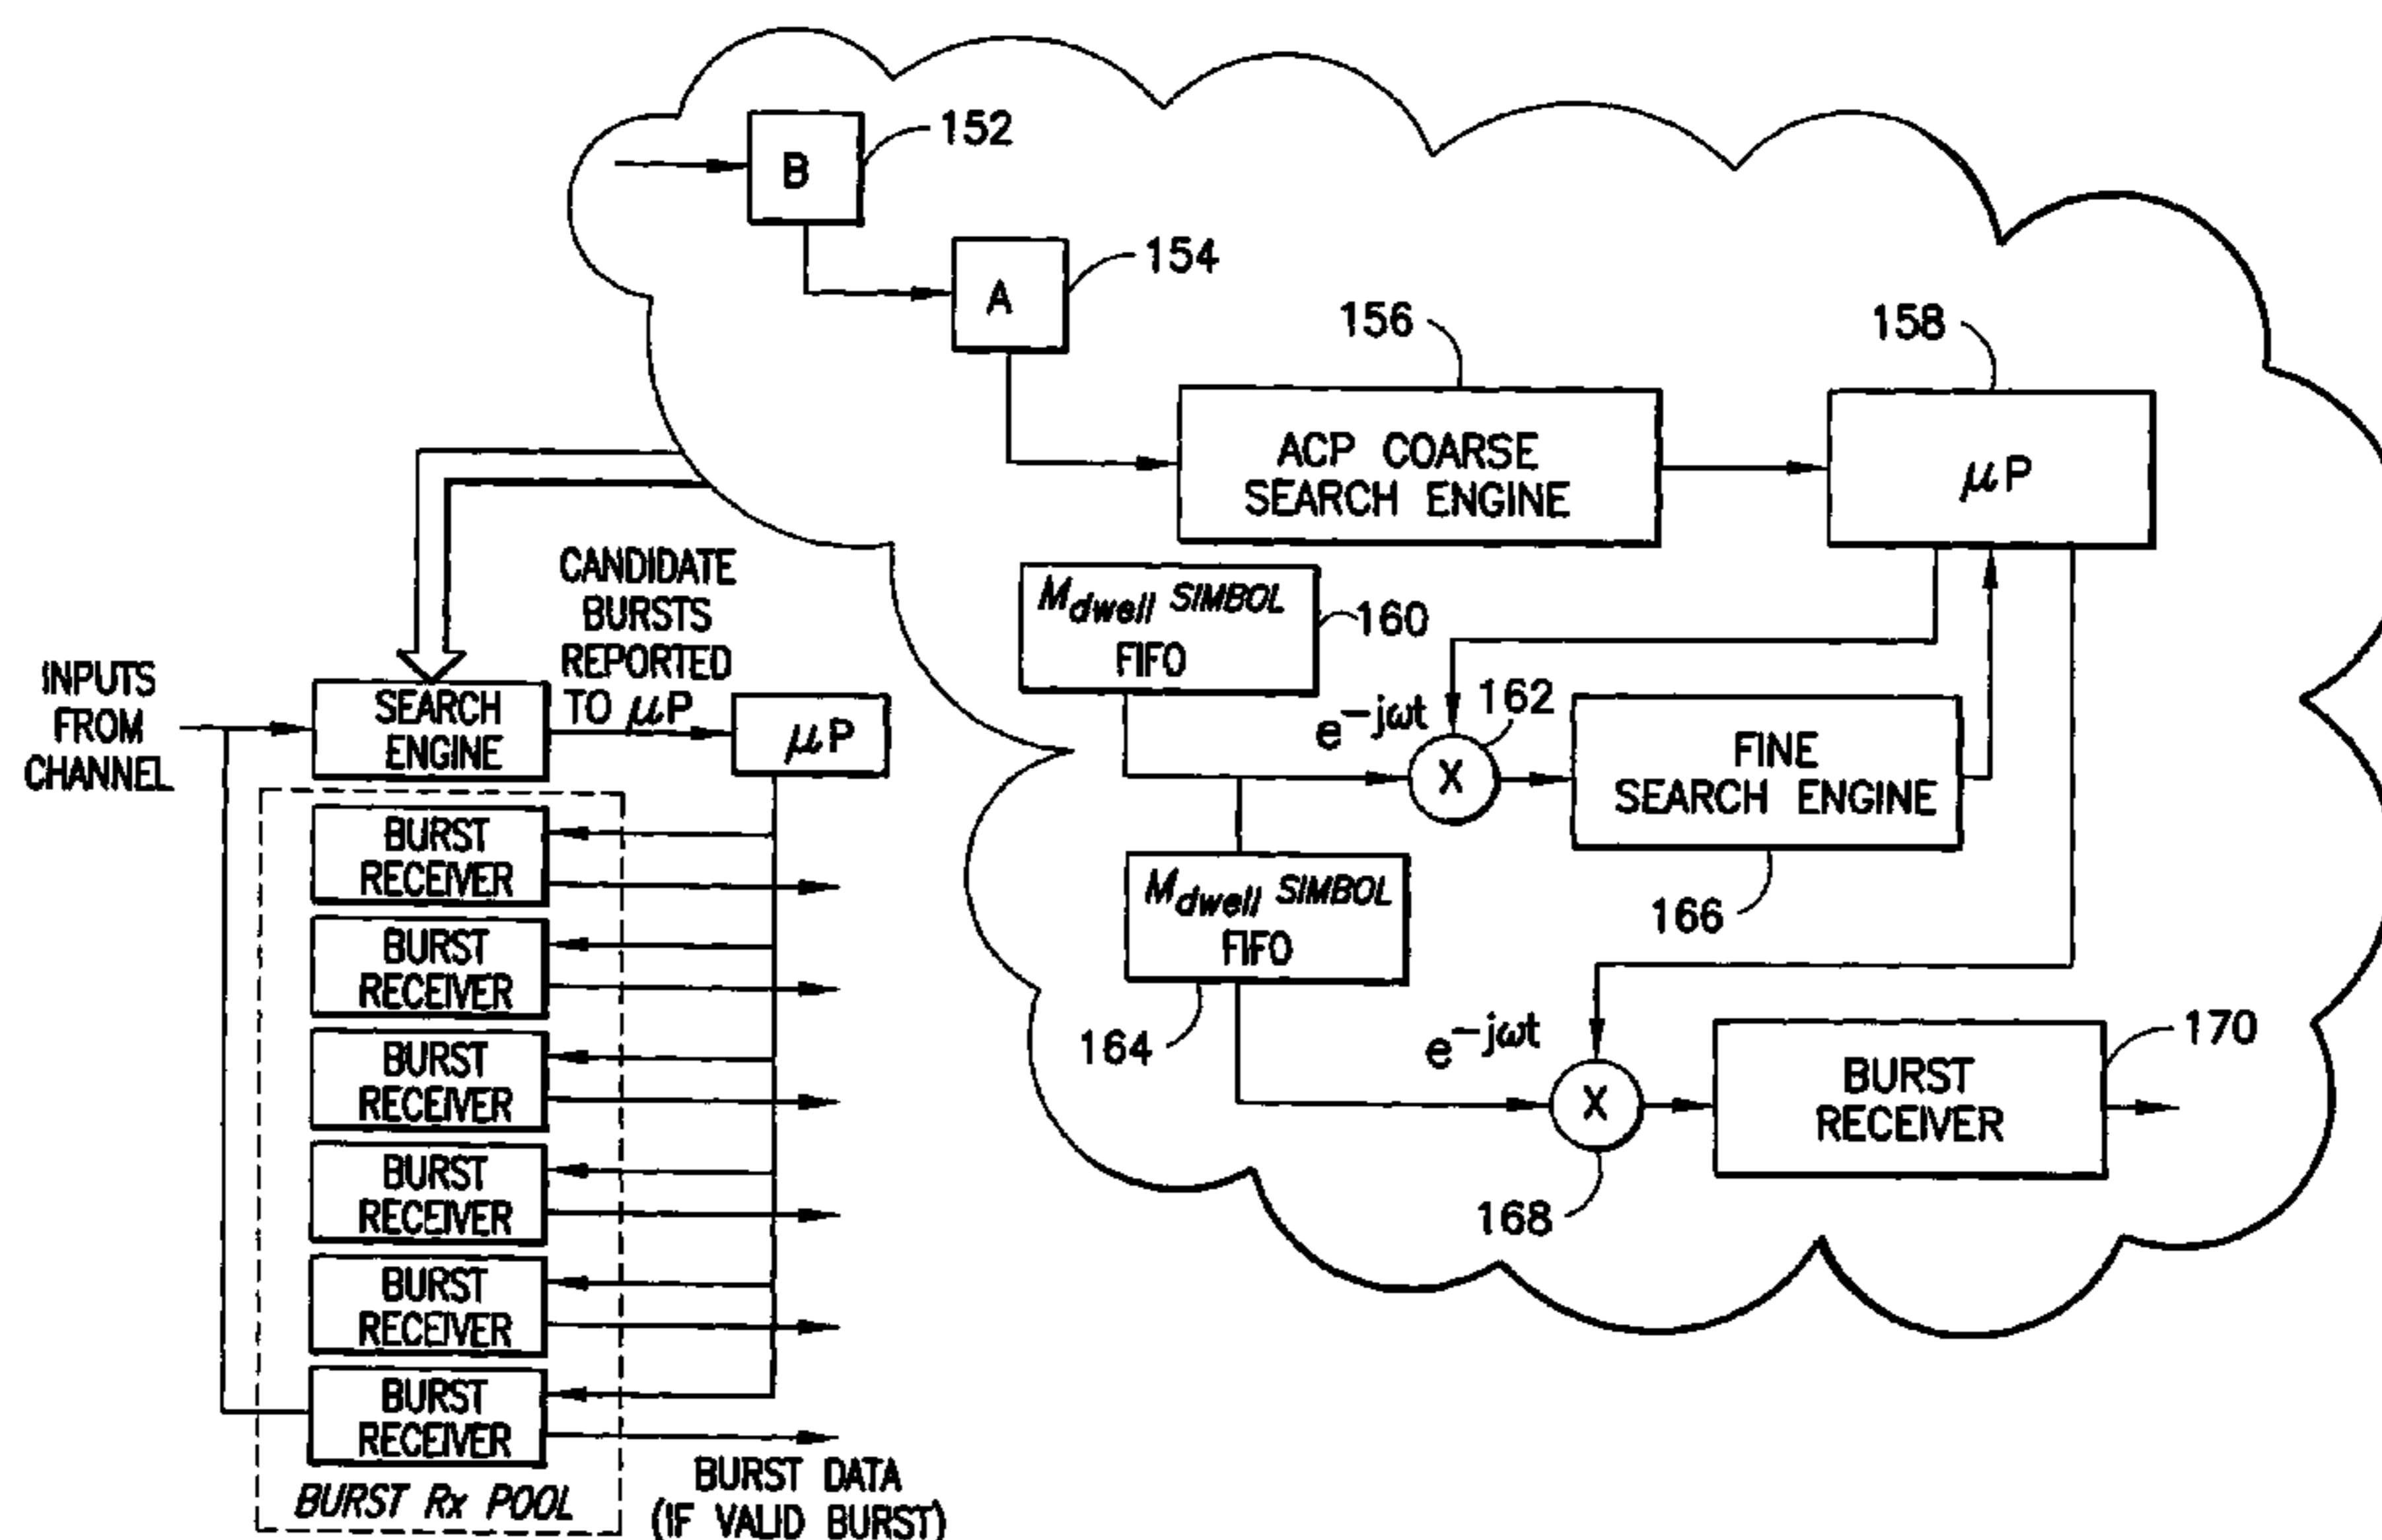 B
152
A
154
156
158
ACP COARSE
SEARCH ENGINE
μP
Mdwell SIMBOL
FIFO
160
e^-jωt
162
FINE
SEARCH ENGINE
166
Mdwell SIMBOL
FIFO
164
e^-jωt
X
X
168
BURST
RECEIVER
170
CANDIDATE
BURSTS
REPORTED
TO μP
INPUTS
FROM
CHANNEL
SEARCH
ENGINE
μP
BURST
RECEIVER
BURST
RECEIVER
BURST
RECEIVER
BURST
RECEIVER
BURST
RECEIVER
BURST
RECEIVER
BURST Rx POOL
BURST DATA
(IF VALID BURST)